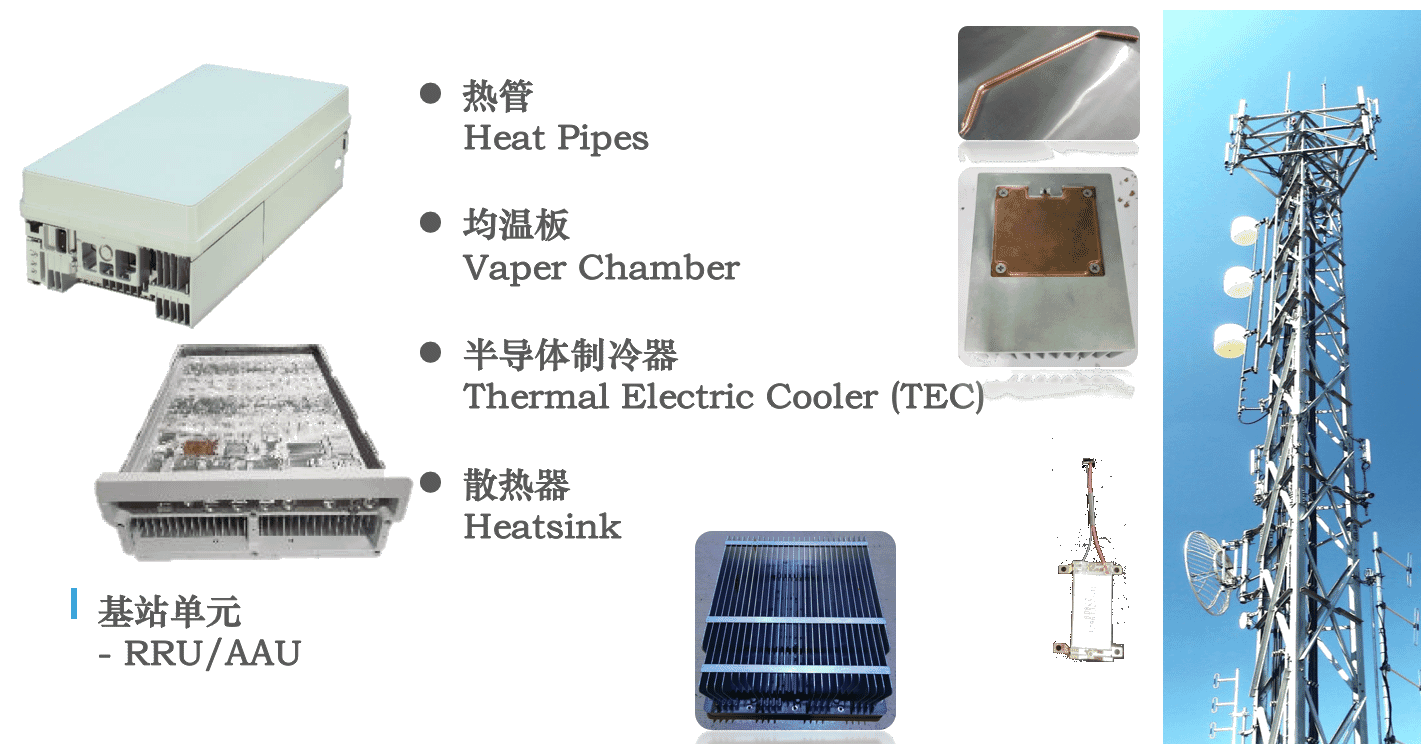 热管
Heat Pipes
均温板
Vaper Chamber
半导体制冷器
Thermal Electric Cooler (TEC)
散热器
Heatsink
基站单元
- RRU/AAU